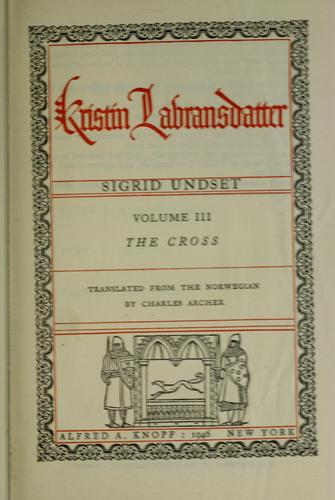 Kristin Labransdatter
SIGRID UNDSET
VOLUME III
THE CROSS
TRANSLATED FROM THE NORWEGIAN
BY CHARLES ARCHER
ALFRED A. KNOPF : 1946 NEW YORK